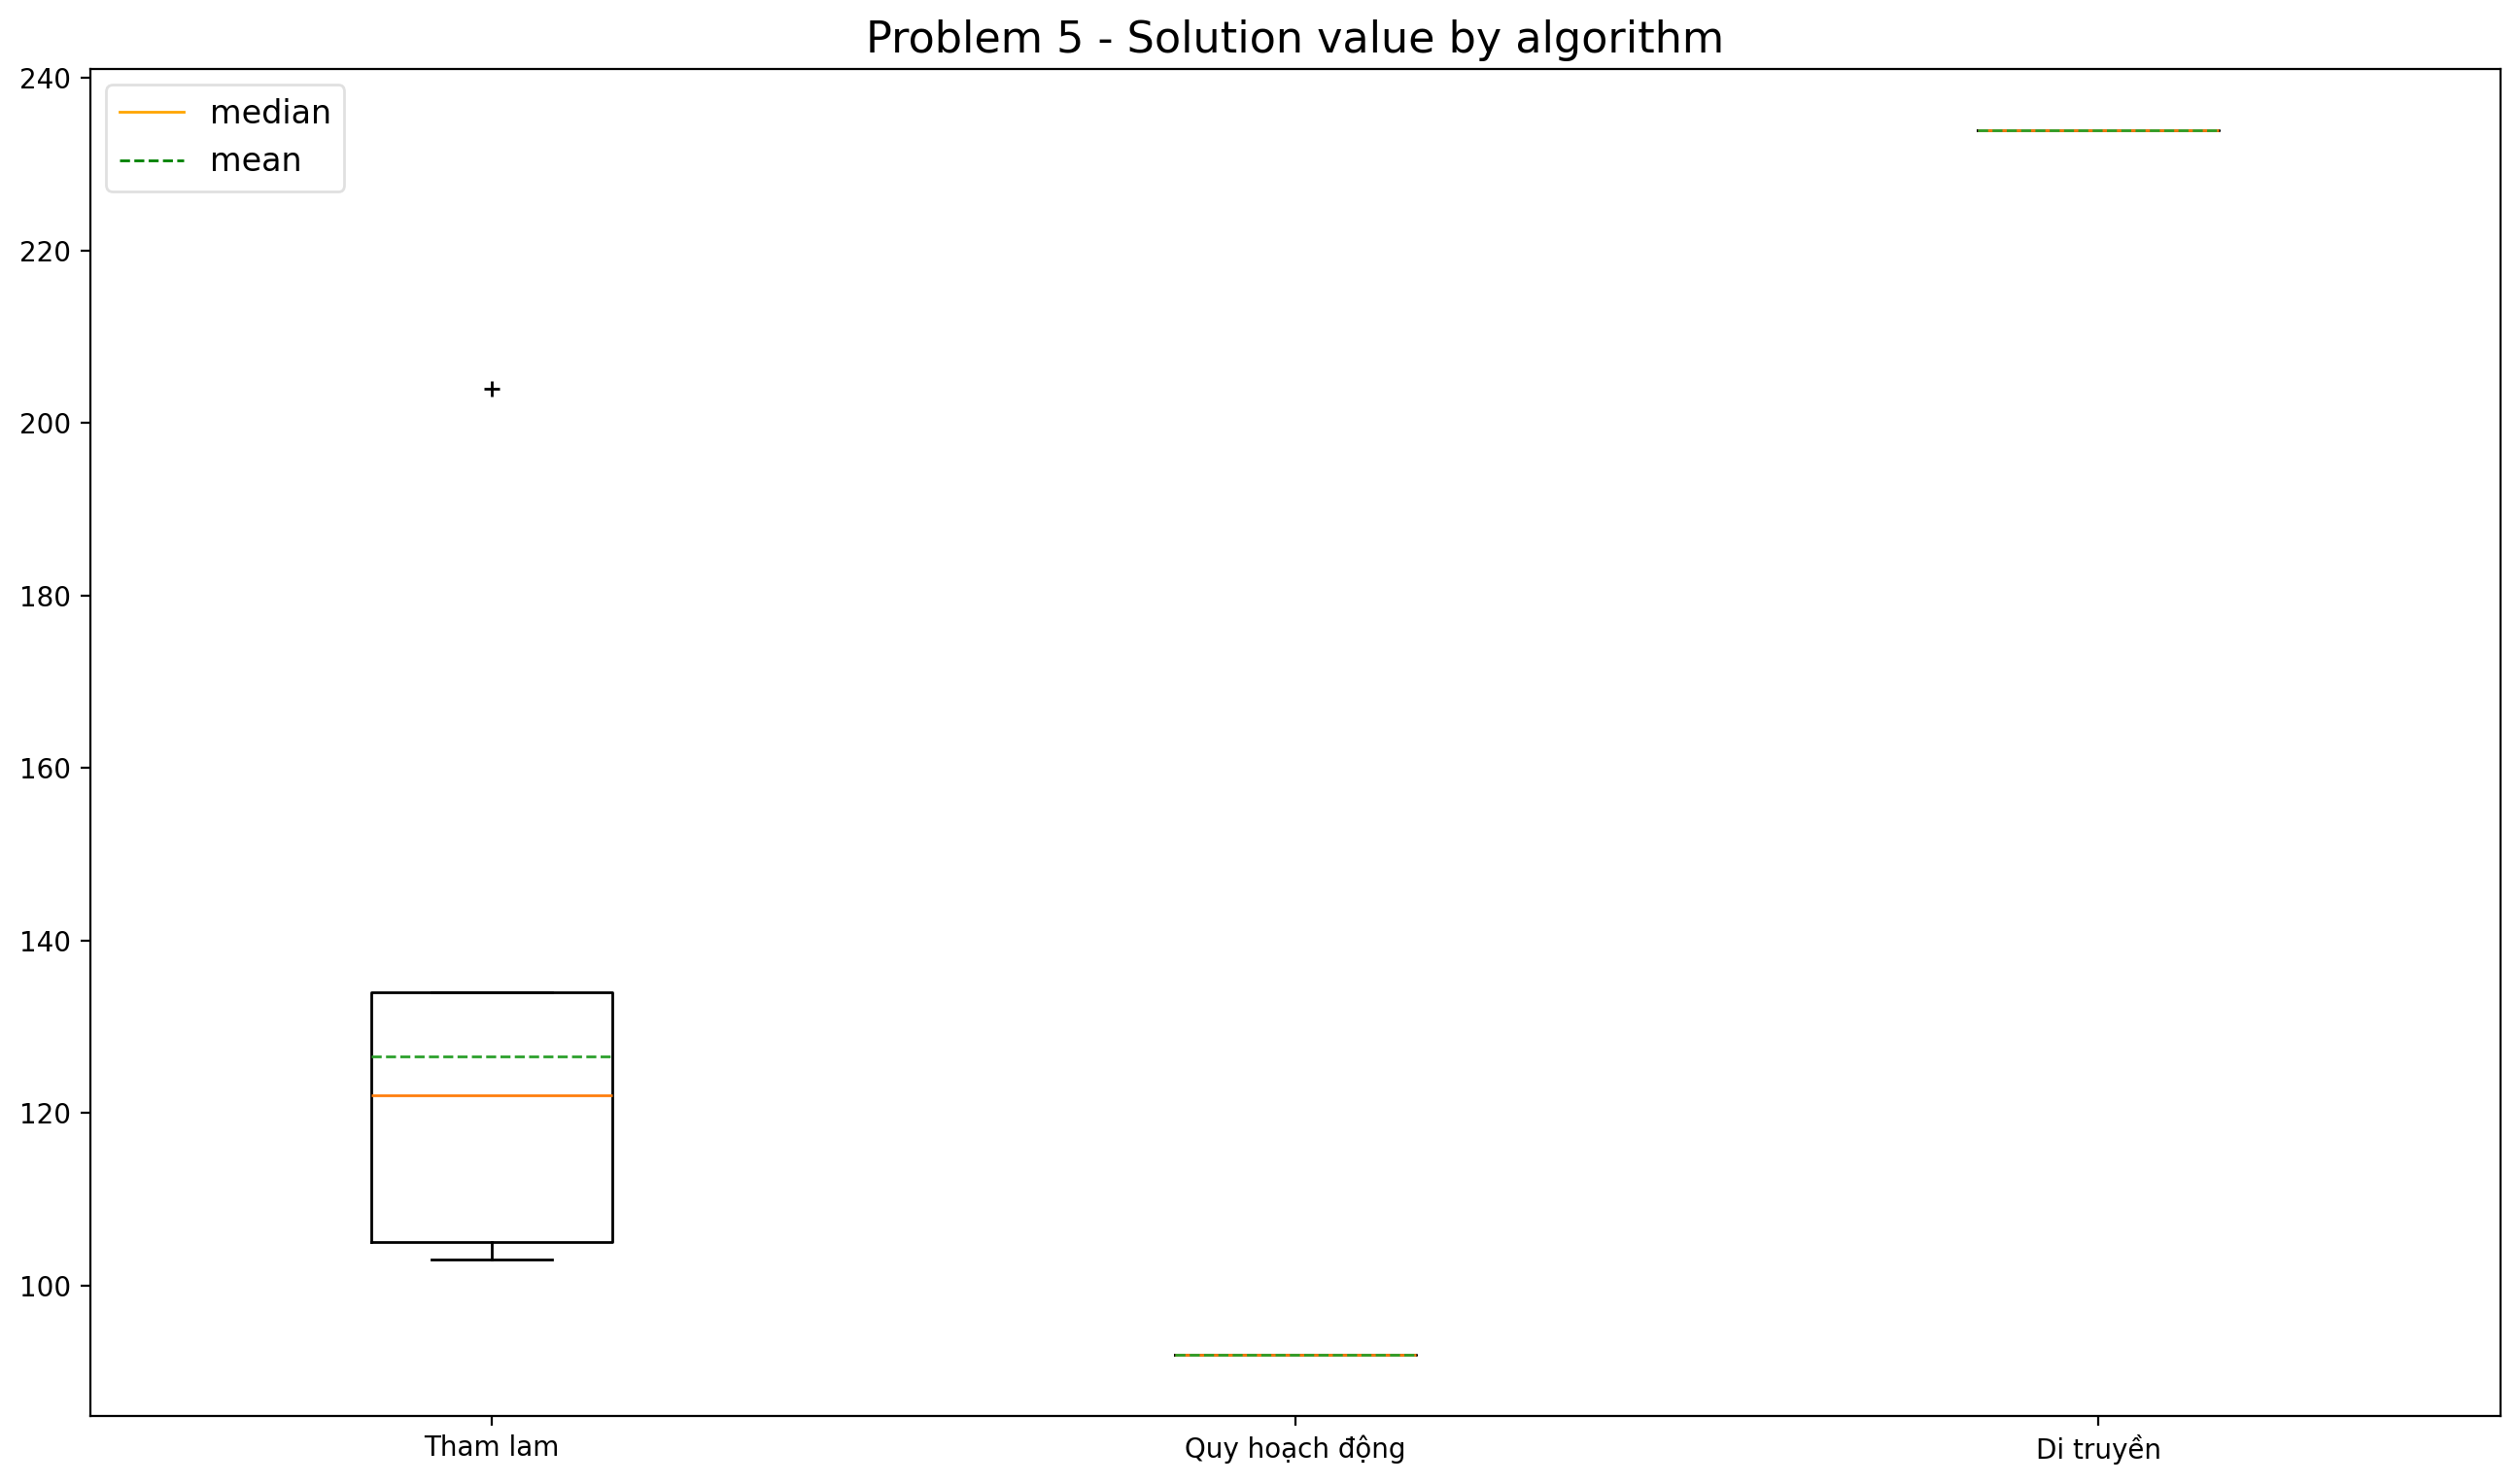 Problem 5 - Solution value by algorithm
240
220
200
180
160
140
120
100
median
mean
Tham lam
Quy hoạch động
Di truyền